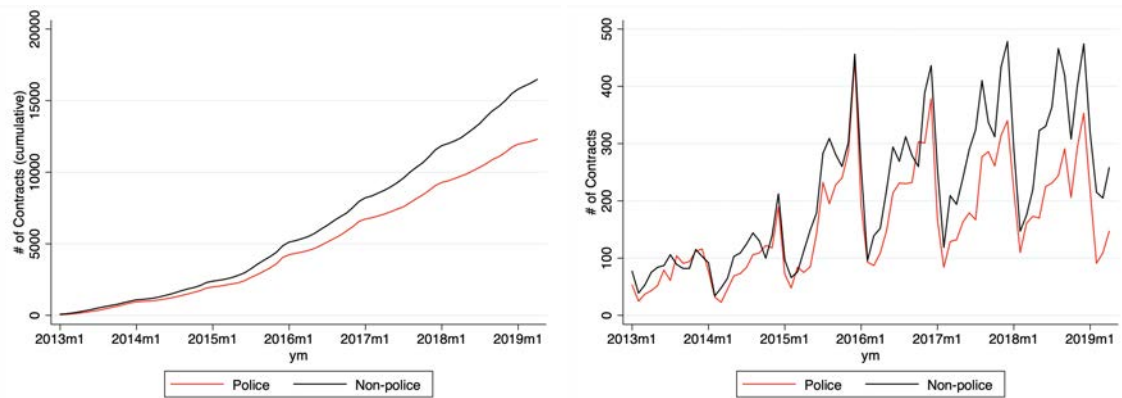 # of Contracts (cumulative)
20000
15000
10000
5000
0
2013m1 2014m1 2015m1 2016m1 2017m1 2018m1 2019m1
ym
Police Non-police
# of Contracts
500
400
300
200
100
0
2013m1 2014m1 2015m1 2016m1 2017m1 2018m1 2019m1
ym
Police Non-police